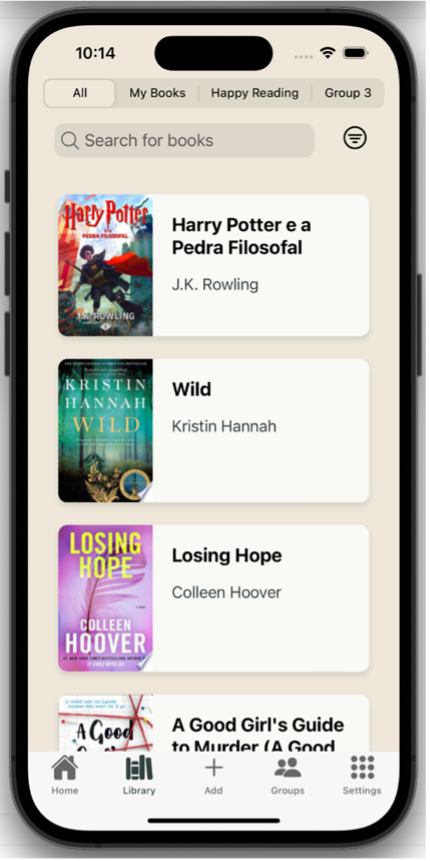 10:14
All My Books Happy Reading Group 3
Search for books
Harry Potter
E A
PEDRA FILOSOFAL
J.K. ROWLING
Harry Potter e a
Pedra Filosofal
J.K. Rowling
KRISTIN
HANNAH
WILD
Wild
Kristin Hannah
LOSING
HOPE
COLLEEN
HOOVER
Losing Hope
Colleen Hoover
A Good
A Good Girl's Guide
to Murder (A Good
Home Library Add Groups Settings